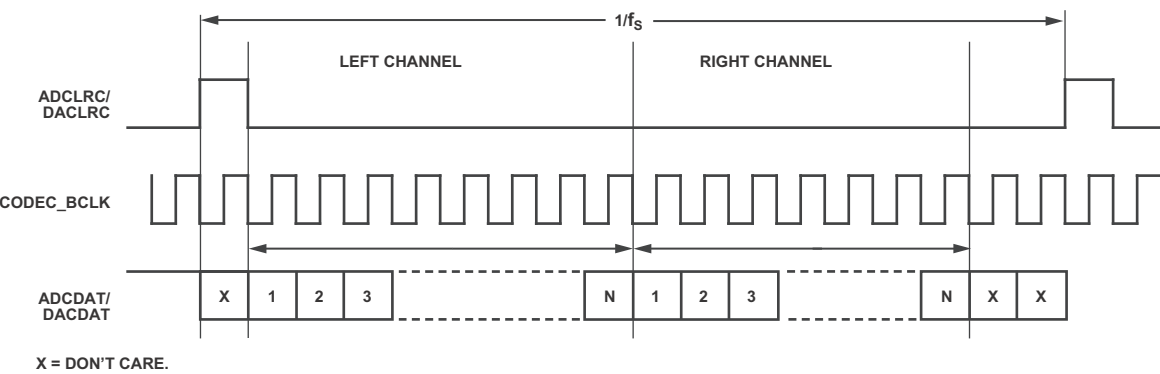 1/fS
LEFT CHANNEL
RIGHT CHANNEL
ADCLRC/
DACLRC
CODEC_BCLK
ADCDAT/
DACDAT
X 1 2 3 N 1 2 3 N X X
X = DON'T CARE.